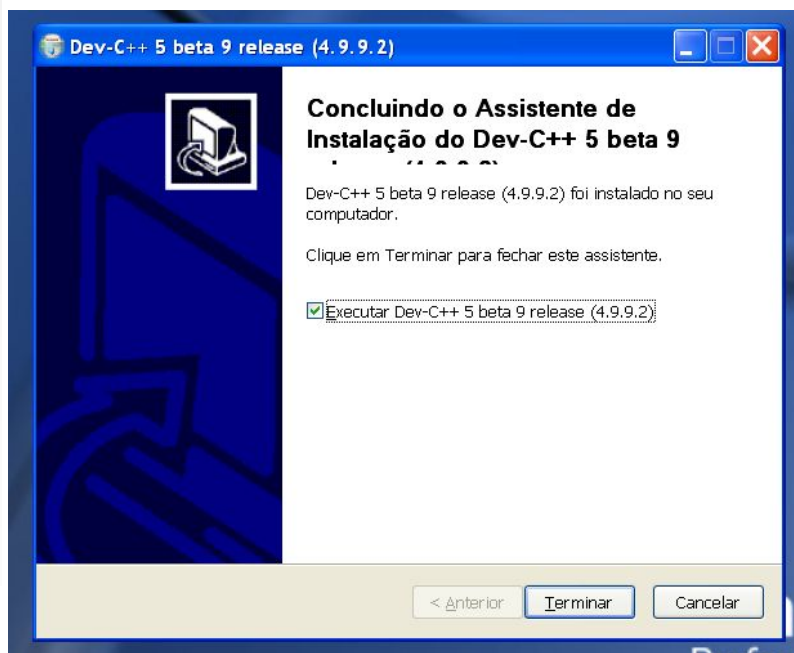 Dev-C++ 5 beta 9 release (4.9.9.2)
Concluindo o Assistente de
Instalação do Dev-C++ 5 beta 9
Dev-C++ 5 beta 9 release (4.9.9.2) foi instalado no seu
computador.
Clique em Terminar para fechar este assistente.
Executar Dev-C++ 5 beta 9 release (4.9.9.2)
< Anterior
Terminar
Cancelar